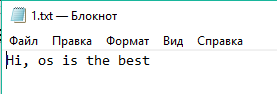 1.txt — Блокнот
Файл Правка Формат Вид Справка
Hi, os is the best